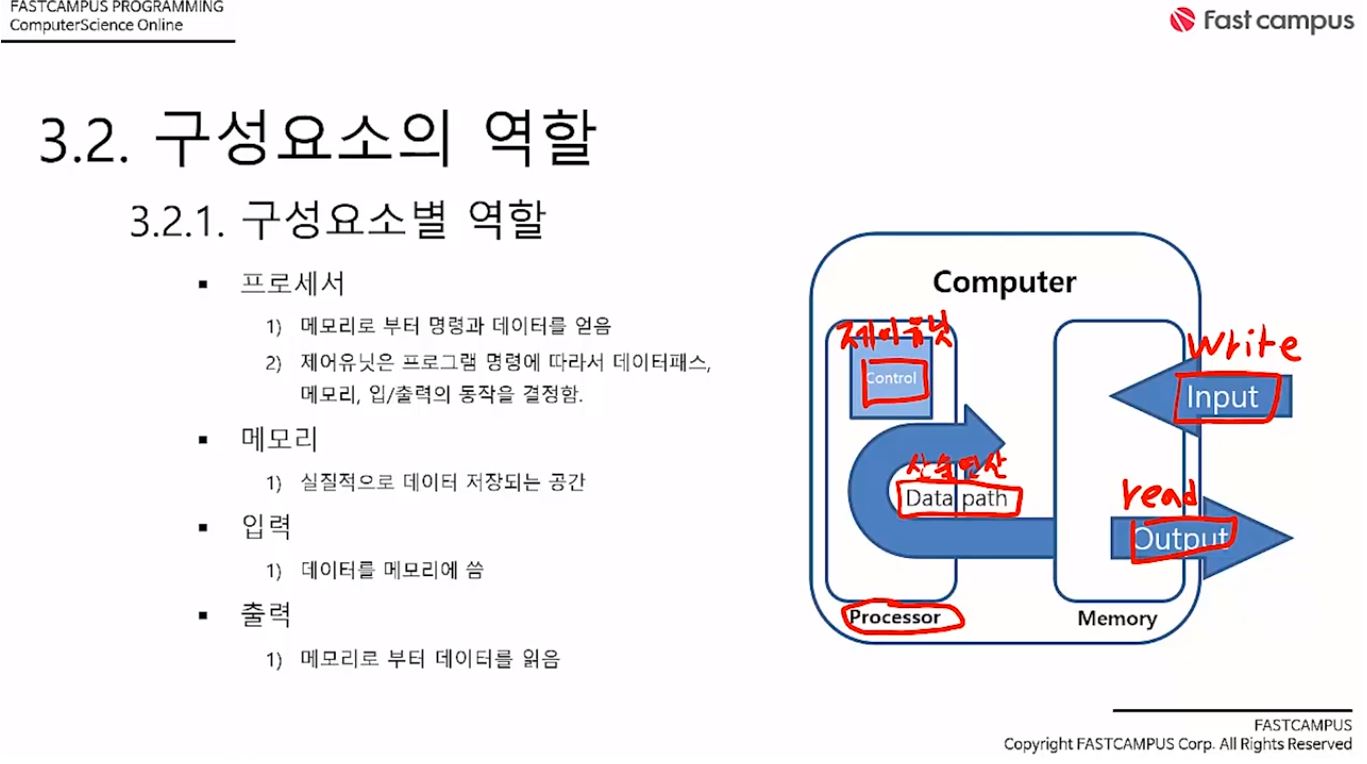 FASTCAMPUS PROGRAMMING
ComputerScience Online
Fast campus
3.2. 구성요소의 역할
3.2.1. 구성요소별 역할
▪ 프로세서
1) 메모리로 부터 명령과 데이터를 얻음
2) 제어유닛은 프로그램 명령에 따라서 데이터패스,
메모리, 입/출력의 동작을 결정함.
▪ 메모리
1) 실질적으로 데이터 저장되는 공간
▪ 입력
1) 데이터를 메모리에 씀
▪ 출력
1) 메모리로 부터 데이터를 읽음
Computer
제어유닛
Control
산술연산
Data path
Processor
Memory
Write
Input
read
Output
FASTCAMPUS
Copyright FASTCAMPUS Corp. All Rights Reserved